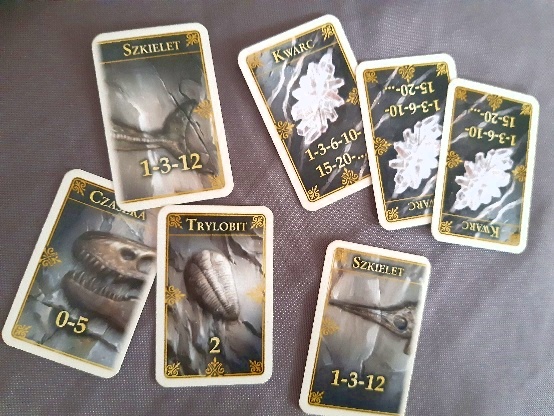 SZKIELET
1-3-12
KWARC
1-3-6-10-
15-20-...
1-3-6-10-
15-20-...
KWARC
1-3-6-10-
15-20-...
KWARC
0-5
TRYLOBIT
2
SZKIELET
1-3-12